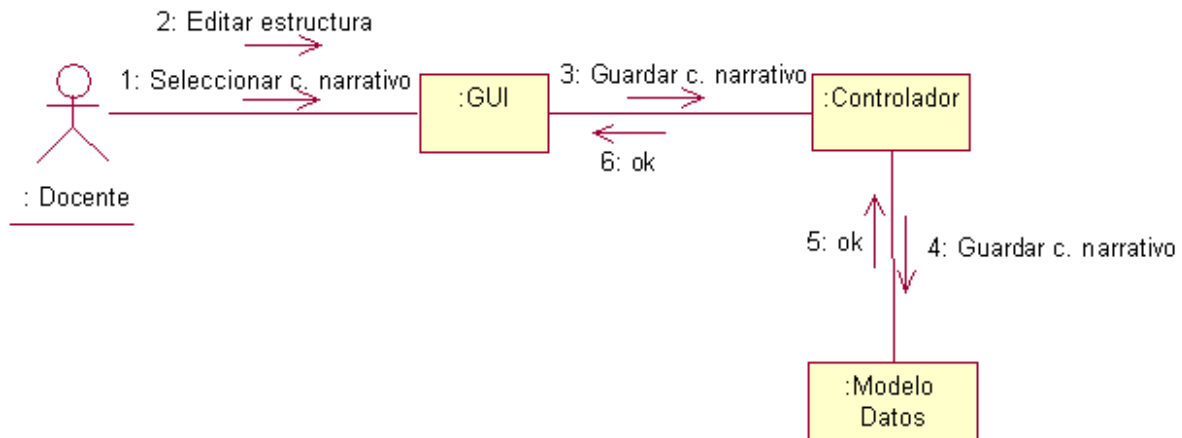 2: Editar estructura
1: Seleccionar c. narrativo
:GUI
3: Guardar c. narrativo
:Controlador
6: ok
: Docente
5: ok
4: Guardar c. narrativo
:Modelo
Datos